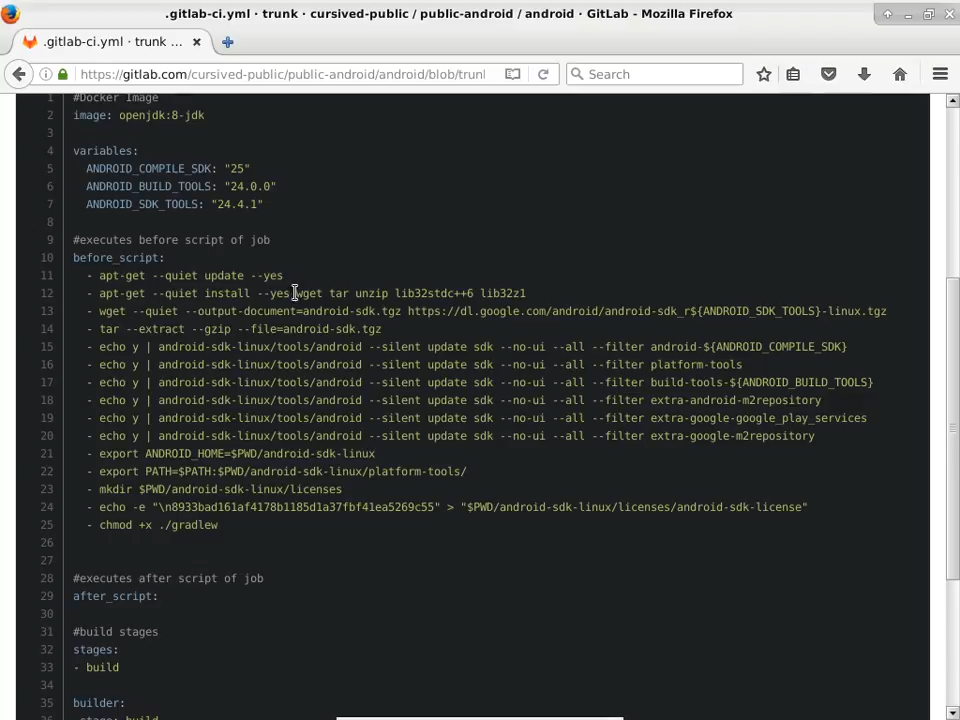 .gitlab-ci.yml · trunk · cursived-public / public-android / android · GitLab - Mozilla Firefox
.gitlab-ci.yml · trunk ...
https://gitlab.com/cursived-public/public-android/android/blob/trunl
Search
1 #Docker Image
2 image: openjdk:8-jdk
3
4 variables:
5 ANDROID_COMPILE_SDK: "25"
6 ANDROID_BUILD_TOOLS: "24.0.0"
7 ANDROID_SDK_TOOLS: "24.4.1"
8
9 #executes before script of job
10 before_script:
11 - apt-get --quiet update --yes
12 - apt-get --quiet install --yes wget tar unzip lib32stdc++6 lib32z1
13 - wget --quiet --output-document=android-sdk.tgz https://dl.google.com/android/android-sdk_r${ANDROID_SDK_TOOLS}-linux.tgz
14 - tar --extract --gzip --file=android-sdk.tgz
15 - echo y | android-sdk-linux/tools/android --silent update sdk --no-ui --all --filter android-${ANDROID_COMPILE_SDK}
16 - echo y | android-sdk-linux/tools/android --silent update sdk --no-ui --all --filter platform-tools
17 - echo y | android-sdk-linux/tools/android --silent update sdk --no-ui --all --filter build-tools-${ANDROID_BUILD_TOOLS}
18 - echo y | android-sdk-linux/tools/android --silent update sdk --no-ui --all --filter extra-android-m2repository
19 - echo y | android-sdk-linux/tools/android --silent update sdk --no-ui --all --filter extra-google-google_play_services
20 - echo y | android-sdk-linux/tools/android --silent update sdk --no-ui --all --filter extra-google-m2repository
21 - export ANDROID_HOME=$PWD/android-sdk-linux
22 - export PATH=$PATH:$PWD/android-sdk-linux/platform-tools/
23 - mkdir $PWD/android-sdk-linux/licenses
24 - echo -e "\n8933bad161af4178b1185d1a37fbf41ea5269c55" > "$PWD/android-sdk-linux/licenses/android-sdk-license"
25 - chmod +x ./gradlew
26
27
28 #executes after script of job
29 after_script:
30
31 #build stages
32 stages:
33 - build
34
35 builder:
36 stage: build